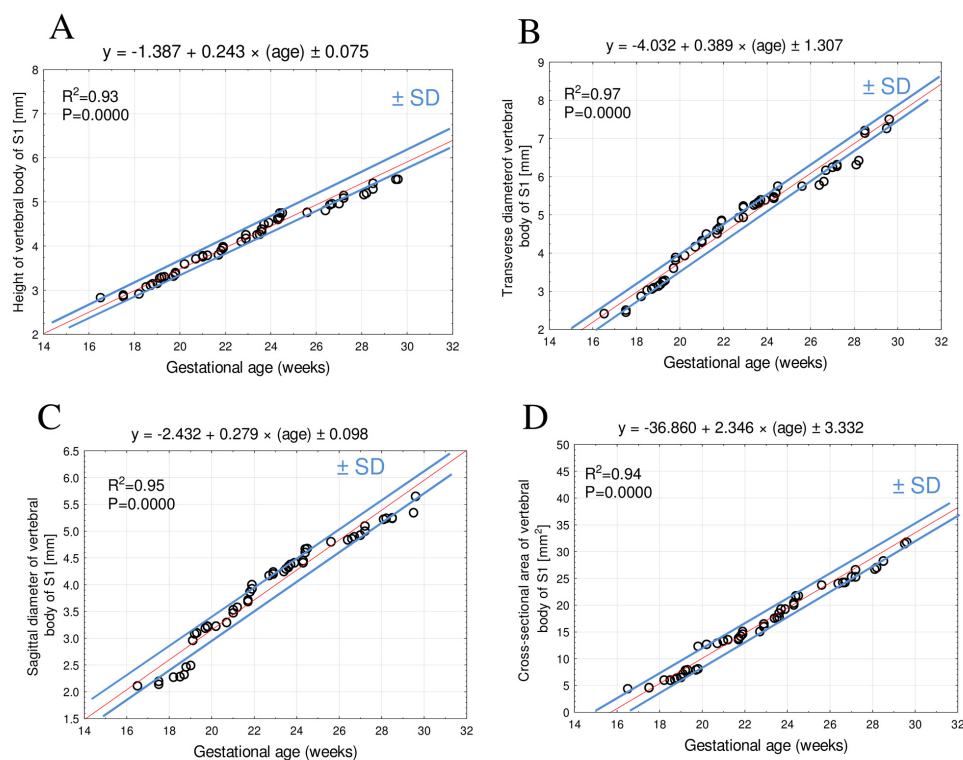 A
y = -1.387 + 0.243 × (age) ± 0.075
R²=0.93
P=0.0000
± SD
Height of vertebral body of S1 [mm]
8
7
6
5
4
3
2
14 16 18 20 22 24 26 28 30 32
Gestational age (weeks)
B
y = -4.032 + 0.389 × (age) ± 1.307
R²=0.97
P=0.0000
± SD
Transverse diameterof vertebral
body of S1 [mm]
9
8
7
6
5
4
3
2
14 16 18 20 22 24 26 28 30 32
Gestational age (weeks)
C
y = -2.432 + 0.279 × (age) ± 0.098
R²=0.95
P=0.0000
± SD
Sagittal diameter of vertebral
body of S1 [mm]
6.5
6.0
5.5
5.0
4.5
4.0
3.5
3.0
2.5
2.0
1.5
14 16 18 20 22 24 26 28 30 32
Gestational age (weeks)
D
y = -36.860 + 2.346 × (age) ± 3.332
R²=0.94
P=0.0000
± SD
Cross-sectional area of vertebral
body of S1 [mm²]
50
45
40
35
30
25
20
15
10
5
0
14 16 18 20 22 24 26 28 30 32
Gestational age (weeks)